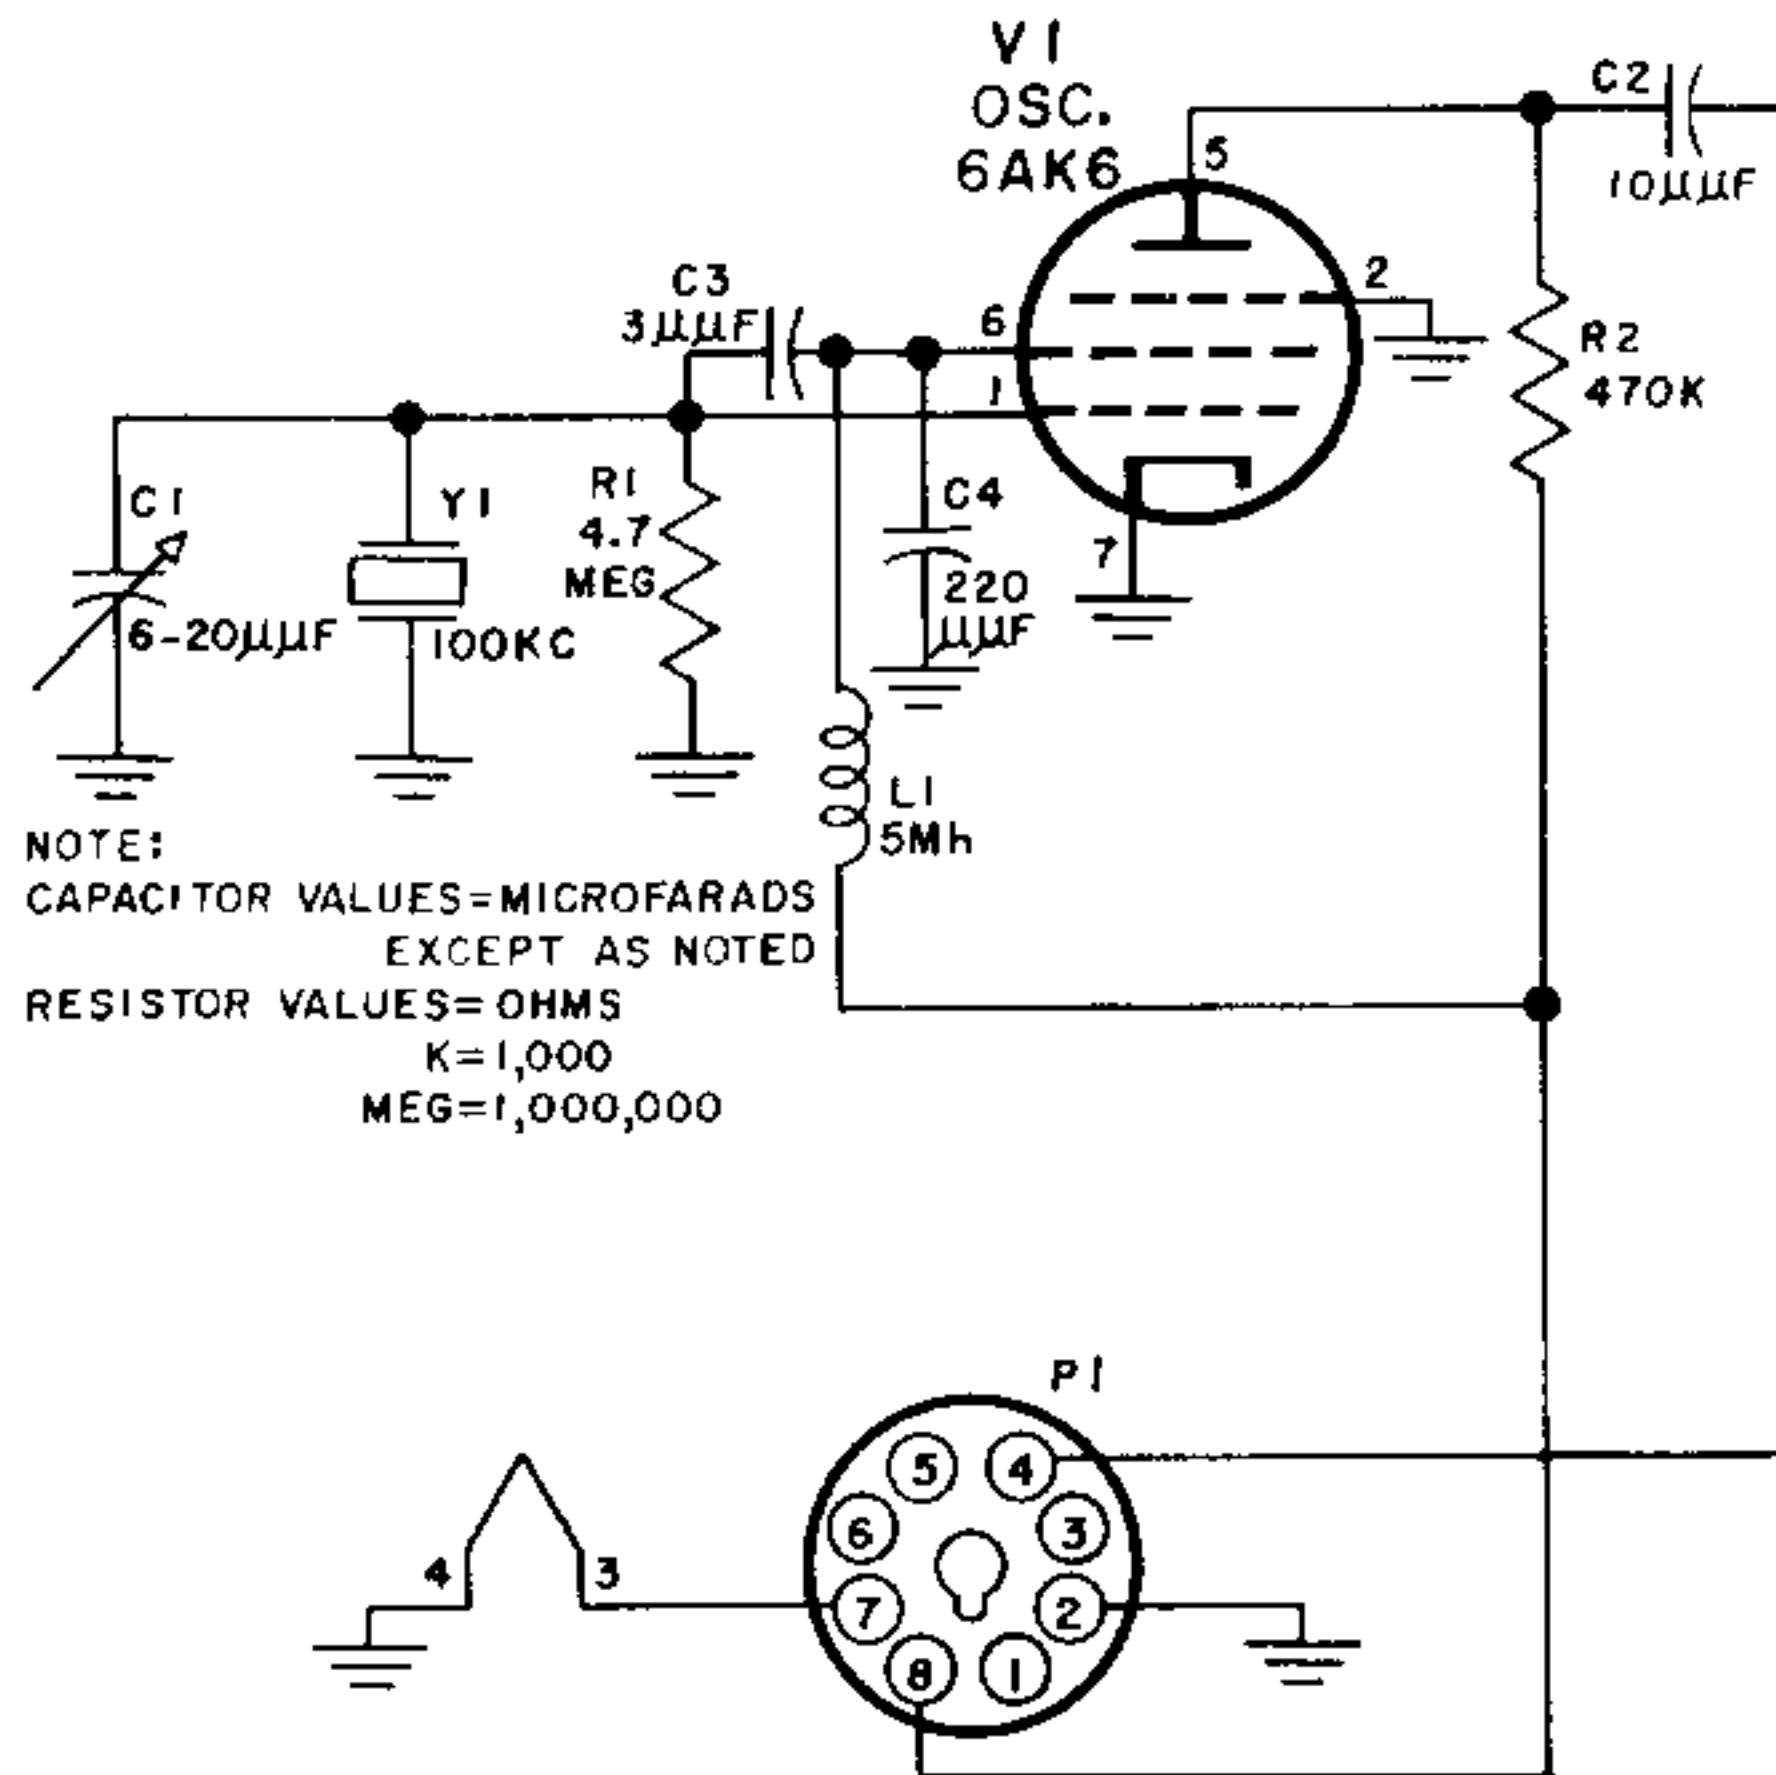 V1
OSC.
6AK6
5
C2
10µµF
2
C3
3µµF
6
1
R2
470K
C1
6-20µµF
Y1
100KC
R1
4.7
MEG
C4
220
µµF
7
L1
5Mh
NOTE:
CAPACITOR VALUES=MICROFARADS
EXCEPT AS NOTED
RESISTOR VALUES=OHMS
K=1,000
MEG=1,000,000
P1
5
4
6
3
7
2
8
1
4
3